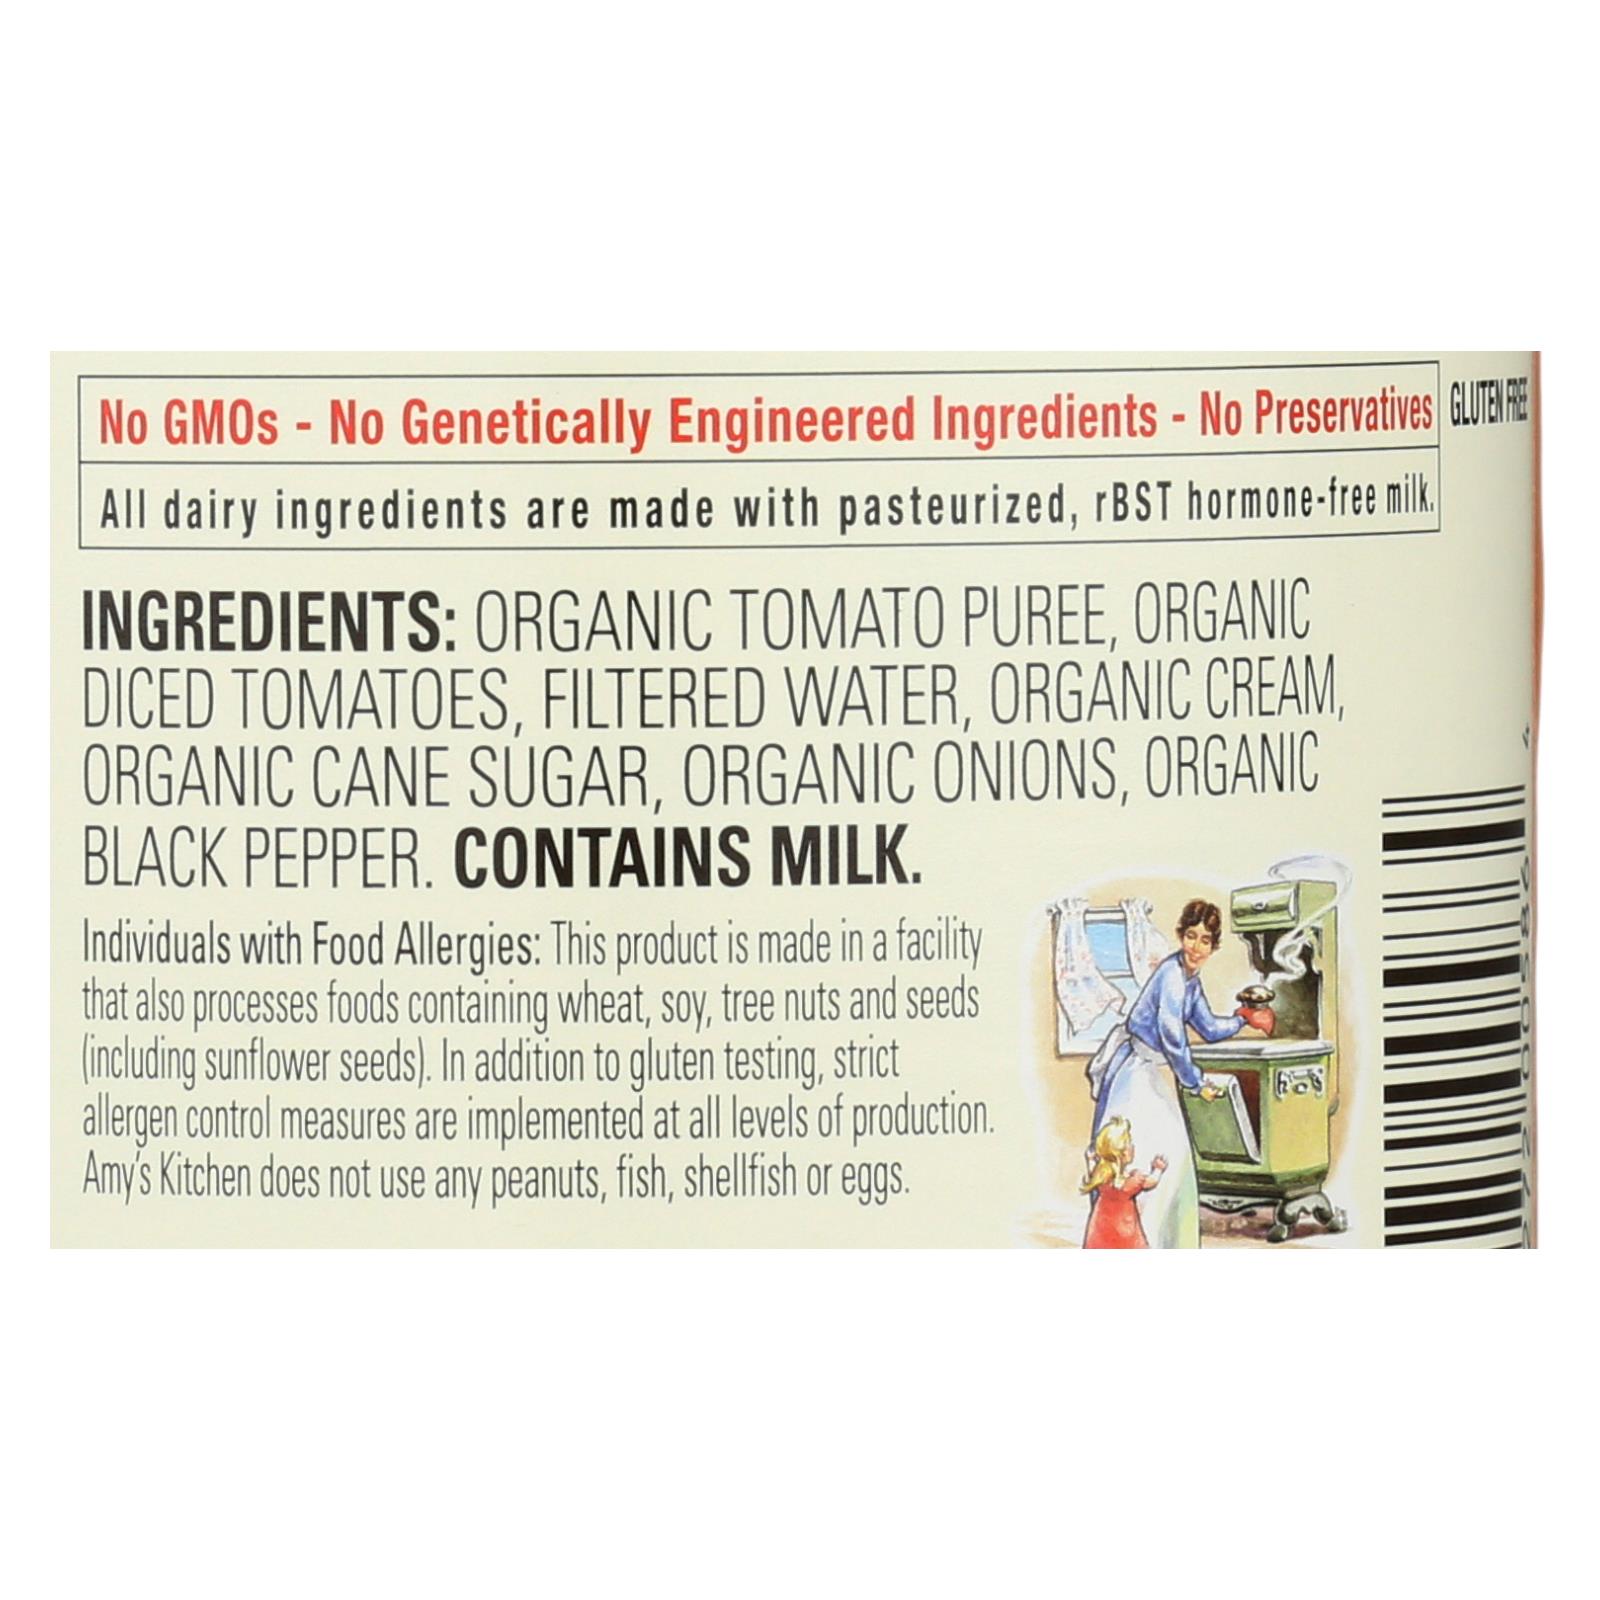 No GMOs - No Genetically Engineered Ingredients - No Preservatives
GLUTEN FREE
All dairy ingredients are made with pasteurized, rBST hormone-free milk.
INGREDIENTS: ORGANIC TOMATO PUREE, ORGANIC
DICED TOMATOES, FILTERED WATER, ORGANIC CREAM,
ORGANIC CANE SUGAR, ORGANIC ONIONS, ORGANIC
BLACK PEPPER. CONTAINS MILK.
Individuals with Food Allergies: This product is made in a facility
that also processes foods containing wheat, soy, tree nuts and seeds
(including sunflower seeds). In addition to gluten testing, strict
allergen control measures are implemented at all levels of production.
Amy's Kitchen does not use any peanuts, fish, shellfish or eggs.